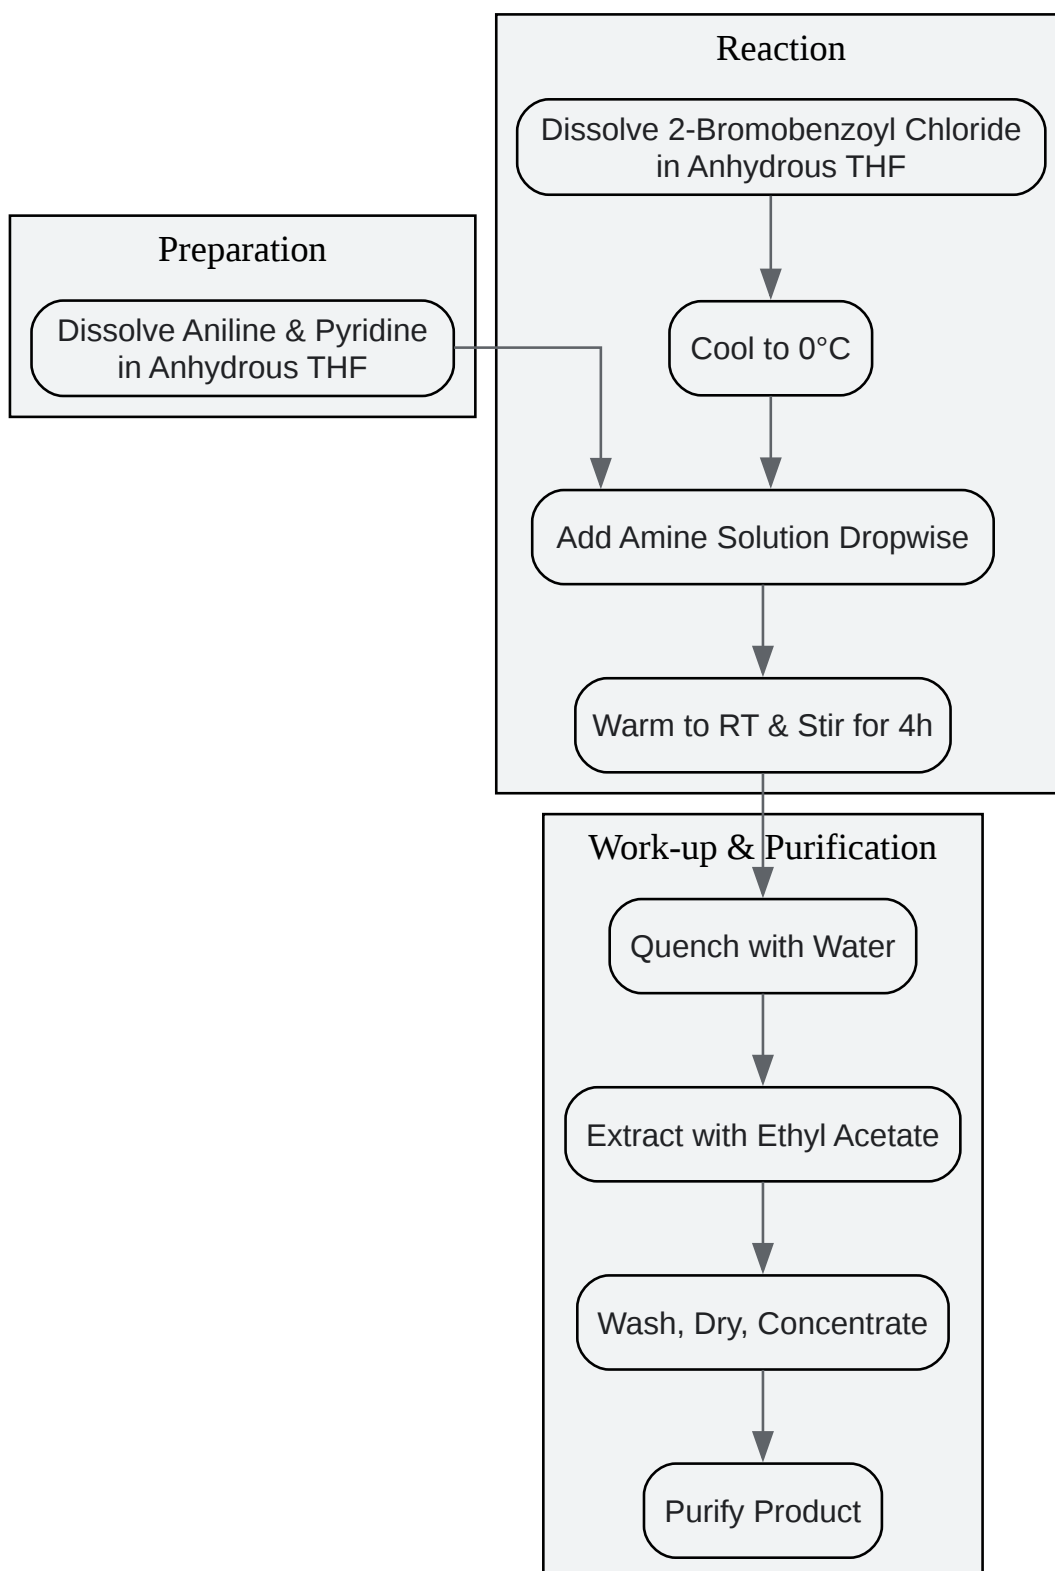 Reaction
Dissolve 2-Bromobenzoyl Chloride
in Anhydrous THF
Preparation
Dissolve Aniline & Pyridine
in Anhydrous THF
Cool to 0°C
Add Amine Solution Dropwise
Warm to RT & Stir for 4h
Work-up & Purification
Quench with Water
Extract with Ethyl Acetate
Wash, Dry, Concentrate
Purify Product